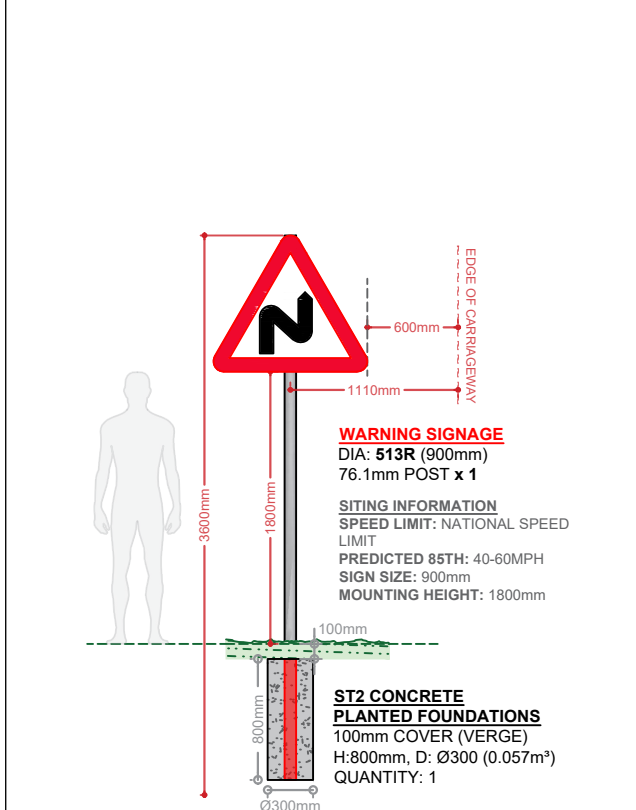 EDGE OF CARRIAGEWAY
600mm
1110mm
WARNING SIGNAGE
DIA: 513R (900mm)
76.1mm POST x 1
SITING INFORMATION
SPEED LIMIT: NATIONAL SPEED
LIMIT
PREDICTED 85TH: 40-60MPH
SIGN SIZE: 900mm
MOUNTING HEIGHT: 1800mm
3600mm
1800mm
100mm
800mm
ST2 CONCRETE
PLANTED FOUNDATIONS
100mm COVER (VERGE)
H:800mm, D: Ø300 (0.057m³)
QUANTITY: 1
Ø300mm